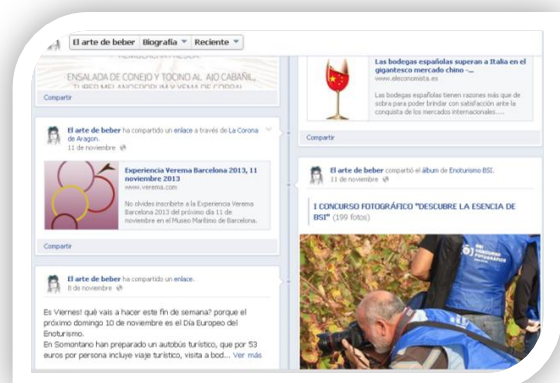 El arte de beber Biografía Reciente
ENSALADA DE CONEJO Y TOCINO AL AJO CABAÑIL,
Compartir
El arte de beber ha compartido un enlace a través de La Corona
de Aragon.
11 de noviembre
Experiencia Verema Barcelona 2013, 11
noviembre 2013
www.verema.com
No olvides inscribirte a la Experiencia Verema
Barcelona 2013 del próximo día 11 de
noviembre en el Museo Marítimo de Barcelona.
Compartir
El arte de beber ha compartido un enlace.
8 de noviembre
Es Viernes! qué vais a hacer este fin de semana? porque el
próximo domingo 10 de noviembre es el Día Europeo del
Enoturismo.
En Somontano han preparado un autobús turístico, que por 53
euros por persona incluye viaje turístico, visita a bod... Ver más
Las bodegas españolas superan a Italia en el
gigantesco mercado chino -...
www.eleconomista.es
Las bodegas españolas tienen razones más que de
sobra para poder brindar con satisfacción ante la
conquista de los mercados internacionales....
Compartir
El arte de beber compartió el álbum de Enoturismo BSI.
11 de noviembre
I CONCURSO FOTOGRÁFICO "DESCUBRE LA ESENCIA DE
BSI" (199 fotos)
BSI
CONCURSO
FOTOGRÁFICO